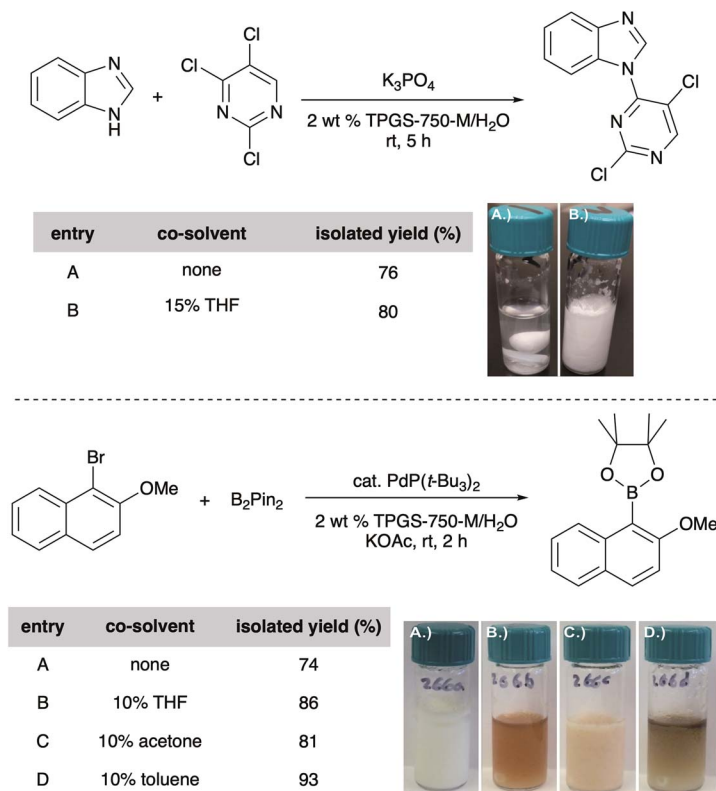 N
N
H
+
Cl
Cl
N
N
Cl
K3PO4
2 wt % TPGS-750-M/H2O
rt, 5 h
N
N
Cl
N
N
Cl
entry co-solvent isolated yield (%)
A none 76
B 15% THF 80
A.) B.)
Br
OMe
+
B2Pin2
cat. PdP(t-Bu3)2
2 wt % TPGS-750-M/H2O
KOAc, rt, 2 h
O O
B
OMe
entry co-solvent isolated yield (%)
A none 74
B 10% THF 86
C 10% acetone 81
D 10% toluene 93
A.) B.) C.) D.)
266a 266b 266c 266d